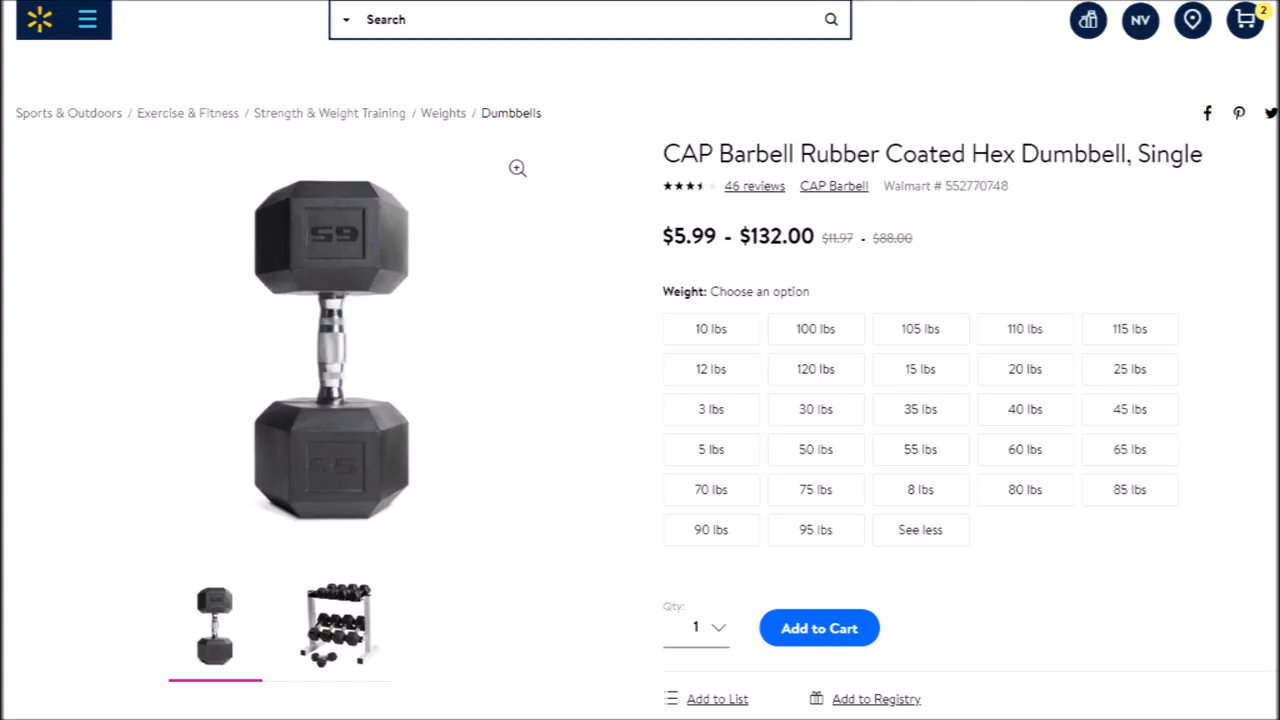 Search
NV
2
Sports & Outdoors / Exercise & Fitness / Strength & Weight Training / Weights / Dumbbells
CAP Barbell Rubber Coated Hex Dumbbell, Single
46 reviews CAP Barbell Walmart # 552770748
$5.99 - $132.00 $11.97 - $88.00
Weight: Choose an option
10 lbs 100 lbs 105 lbs 110 lbs 115 lbs
12 lbs 120 lbs 15 lbs 20 lbs 25 lbs
3 lbs 30 lbs 35 lbs 40 lbs 45 lbs
5 lbs 50 lbs 55 lbs 60 lbs 65 lbs
70 lbs 75 lbs 8 lbs 80 lbs 85 lbs
90 lbs 95 lbs See less
Qty:
1
Add to Cart
Add to List Add to Registry